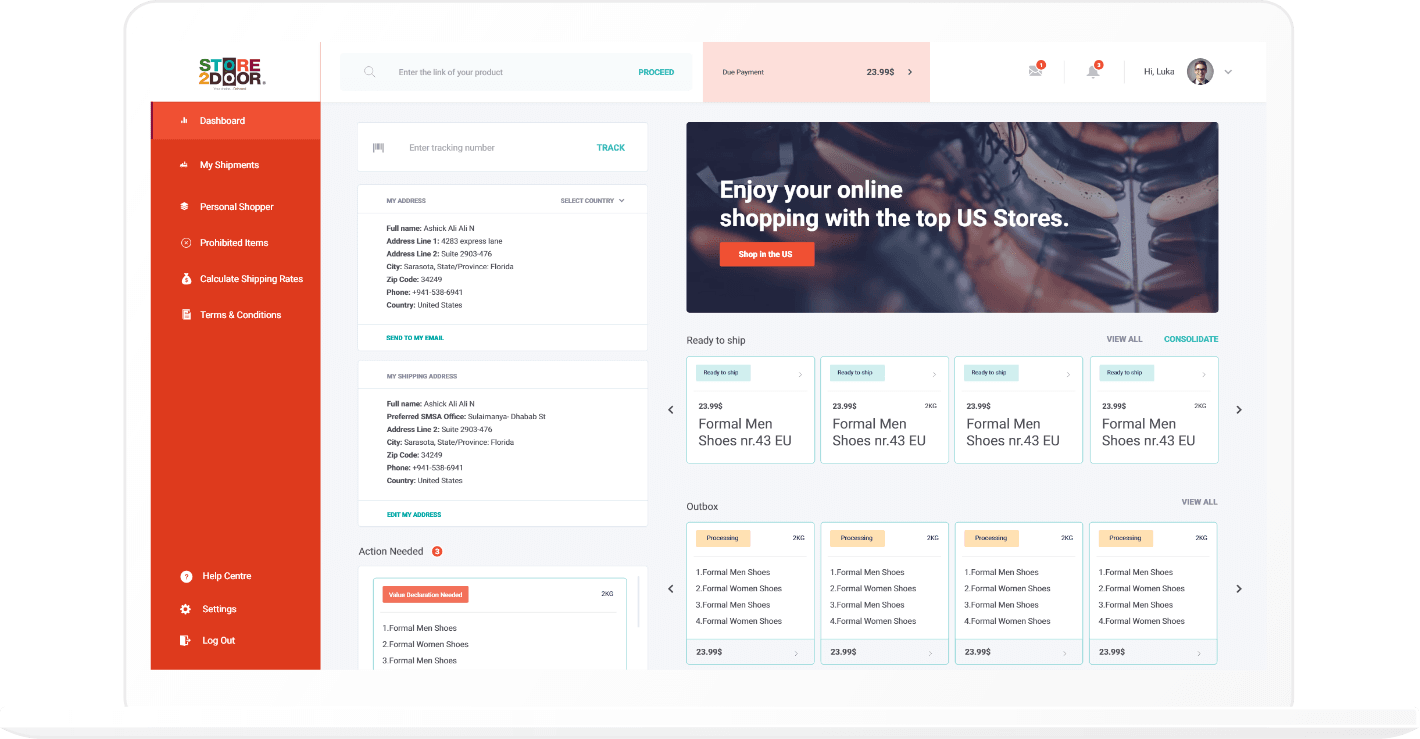 STORE
2DOOR
Enter the link of your product
PROCEED
Due Payment
23.99$
1
3
Hi, Luka
Dashboard
My Shipments
Personal Shopper
Prohibited Items
Calculate Shipping Rates
Terms & Conditions
Help Centre
Settings
Log Out
Enter tracking number
TRACK
MY ADDRESS
SELECT COUNTRY
Full name: Ashick Ali Ali N
Address Line 1: 4283 express lane
Address Line 2: Suite 2903-476
City: Sarasota, State/Province: Florida
Zip Code: 34249
Phone: +941-538-6941
Country: United States
SEND TO MY EMAIL
MY SHIPPING ADDRESS
Full name: Ashick Ali Ali N
Preferred SMSA Office: Sulaimanya- Dhabab St
Address Line 2: Suite 2903-476
City: Sarasota, State/Province: Florida
Zip Code: 34249
Phone: +941-538-6941
Country: United States
EDIT MY ADDRESS
Action Needed 3
Value Declaration Needed
2KG
1.Formal Men Shoes
2.Formal Women Shoes
3.Formal Men Shoes
Enjoy your online
shopping with the top US Stores.
Shop in the US
Ready to ship
VIEW ALL
CONSOLIDATE
Ready to ship
23.99$
Formal Men
Shoes nr.43 EU
Ready to ship
23.99$
2KG
Formal Men
Shoes nr.43 EU
Ready to ship
23.99$
Formal Men
Shoes nr.43 EU
Ready to ship
23.99$
2KG
Formal Men
Shoes nr.43 EU
Outbox
VIEW ALL
Processing
2KG
1.Formal Men Shoes
2.Formal Women Shoes
3.Formal Men Shoes
4.Formal Women Shoes
23.99$
Processing
2KG
1.Formal Men Shoes
2.Formal Women Shoes
3.Formal Men Shoes
4.Formal Women Shoes
23.99$
Processing
2KG
1.Formal Men Shoes
2.Formal Women Shoes
3.Formal Men Shoes
4.Formal Women Shoes
23.99$
Processing
2KG
1.Formal Men Shoes
2.Formal Women Shoes
3.Formal Men Shoes
4.Formal Women Shoes
23.99$